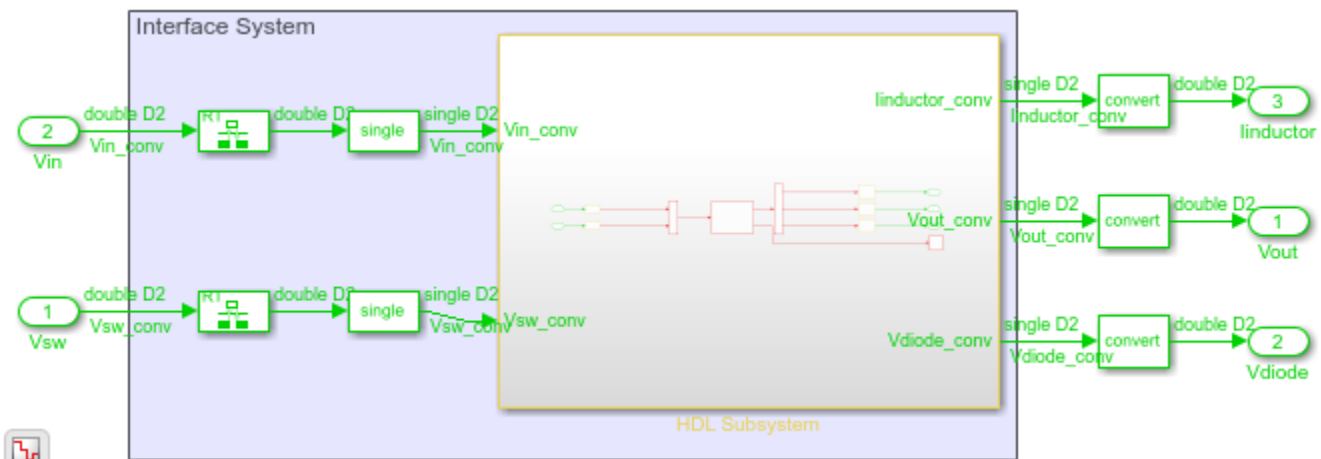 Interface System
double D2
RT
double D2
single D2
2
Vin_conv
single
Vin_conv
Vin_conv
Vin
Iinductor_conv
single D2
convert
double D2
3
Iinductor_conv
Iinductor
Vout_conv
single D2
convert
double D2
1
Vout_conv
Vout
double D2
RT
double D2
single D2
1
Vsw_conv
single
Vsw_conv
Vsw_conv
Vsw
Vdiode_conv
single D2
convert
double D2
2
Vdiode_conv
Vdiode
HDL Subsystem